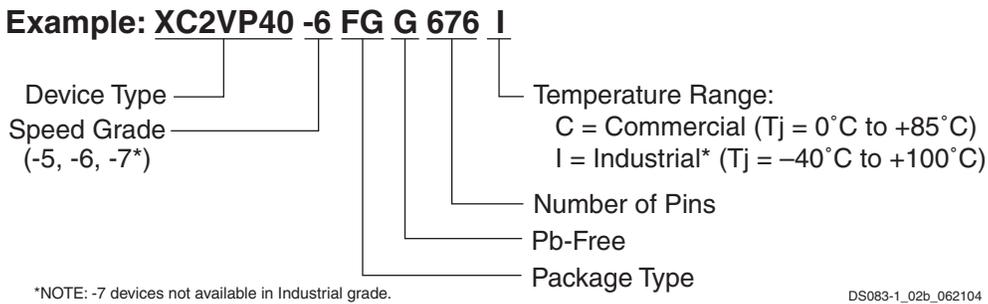 Example: XC2VP40 -6 FG G 676 I
Device Type
Speed Grade
(-5, -6, -7*)
Temperature Range:
C = Commercial (Tj = 0˚C to +85˚C)
I = Industrial* (Tj = –40˚C to +100˚C)
Number of Pins
Pb-Free
Package Type
*NOTE: -7 devices not available in Industrial grade.
DS083-1_02b_062104